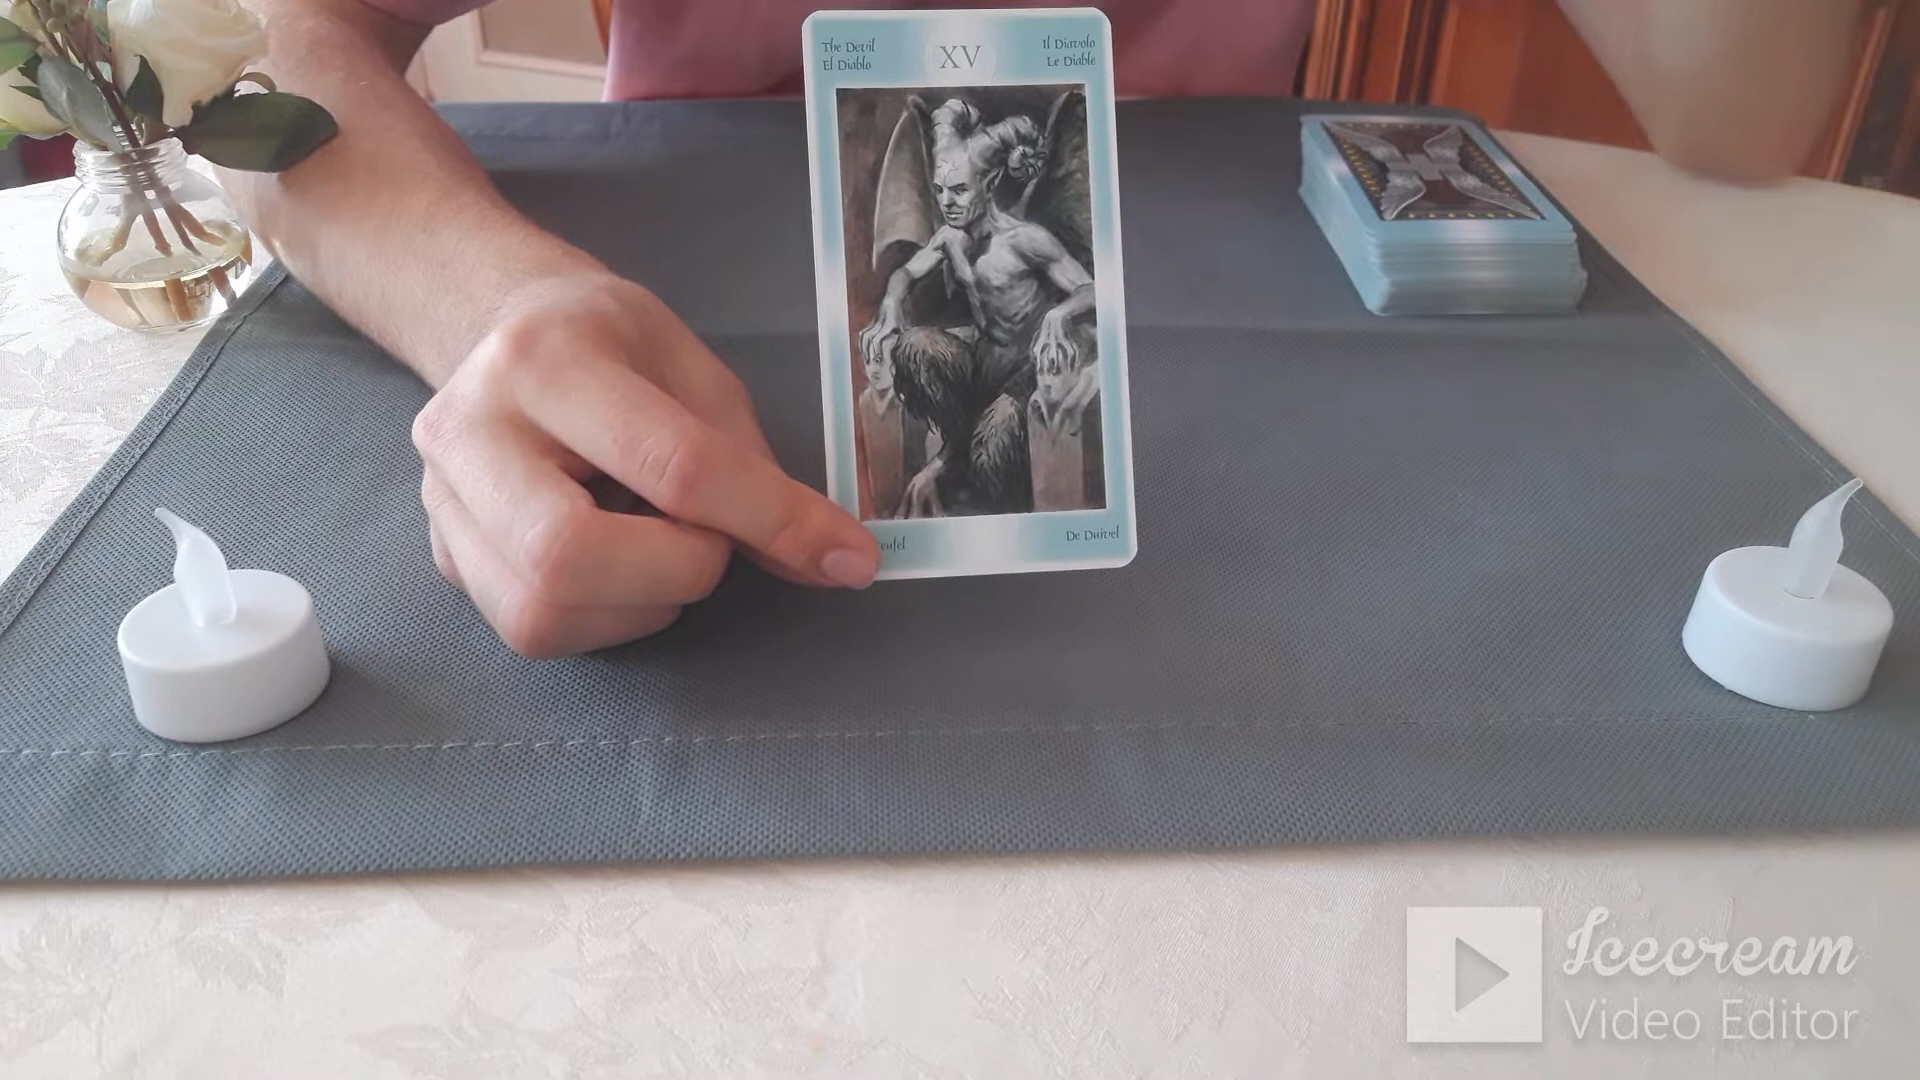 The Devil
El Diablo
XV
Il Diavolo
Le Diable
De Duivel
Icecream
Video Editor